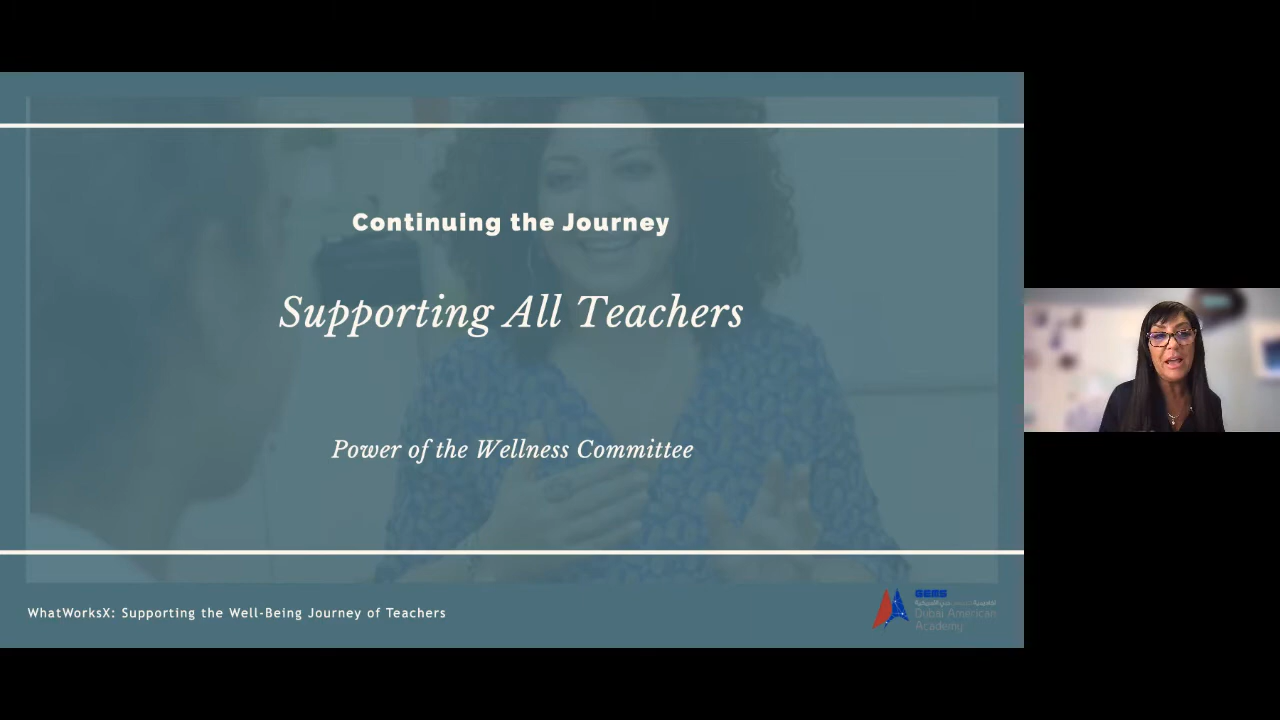 Continuing the Journey
Supporting All Teachers
Power of the Wellness Committee
WhatWorksX: Supporting the Well-Being Journey of Teachers
GEMS
Dubai American
Academy